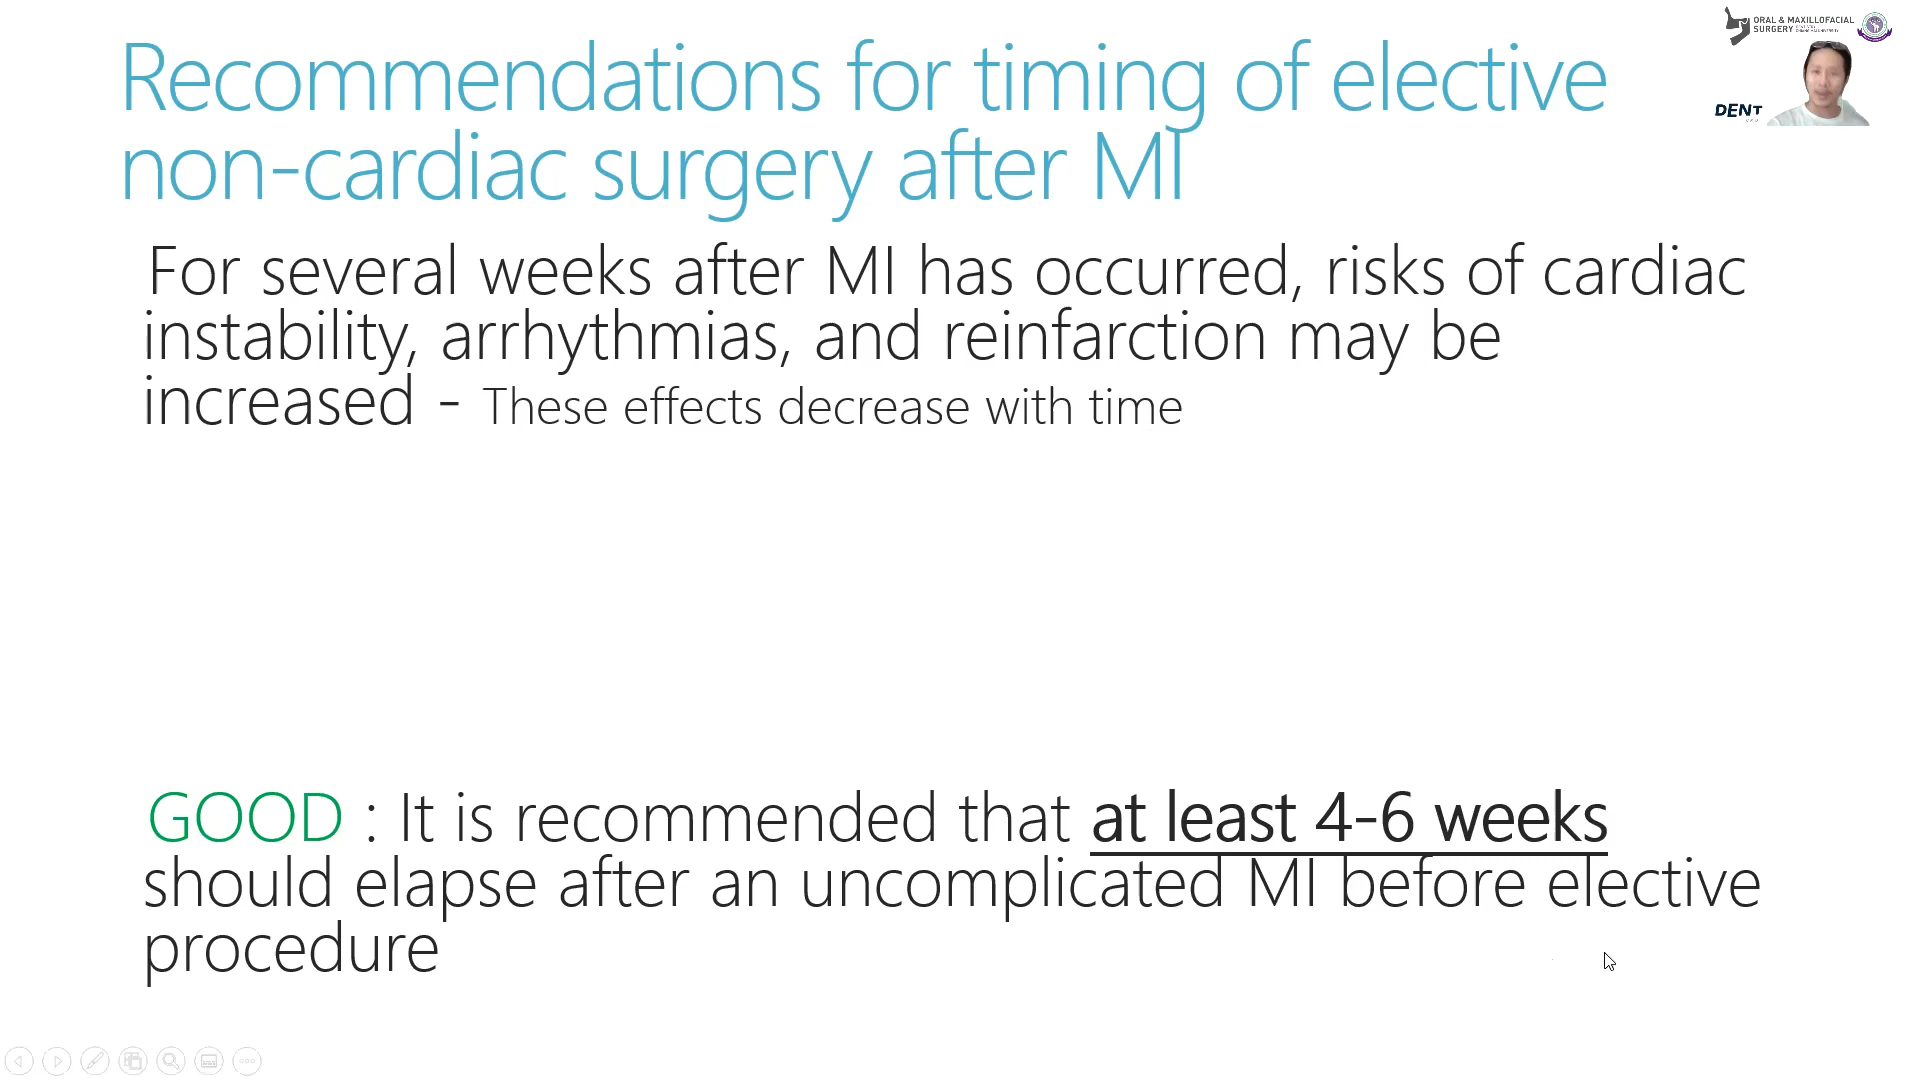 ORAL & MAXILLOFACIAL
SURGERY
DENT
Recommendations for timing of elective
non-cardiac surgery after MI
For several weeks after MI has occurred, risks of cardiac
instability, arrhythmias, and reinfarction may be
increased - These effects decrease with time
GOOD : It is recommended that at least 4-6 weeks
should elapse after an uncomplicated MI before elective
procedure